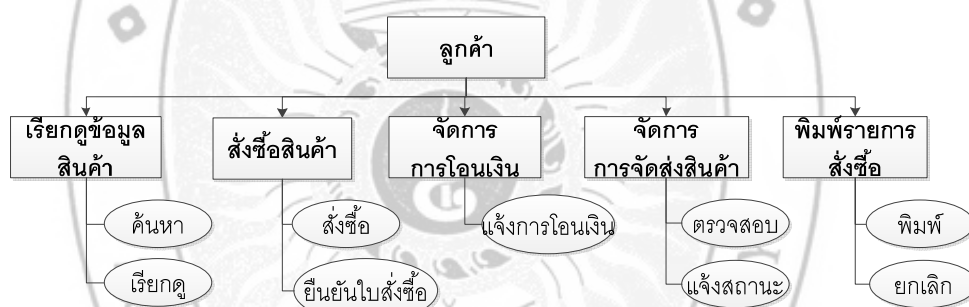 ลูกค้า
เรียกดูข้อมูล
สินค้า
สั่งซื้อสินค้า
จัดการ
การโอนเงิน
จัดการ
การจัดส่งสินค้า
พิมพ์รายการ
สั่งซื้อ
ค้นหา
สั่งซื้อ
แจ้งการโอนเงิน
ตรวจสอบ
พิมพ์
เรียกดู
ยืนยันใบสั่งซื้อ
แจ้งสถานะ
ยกเลิก